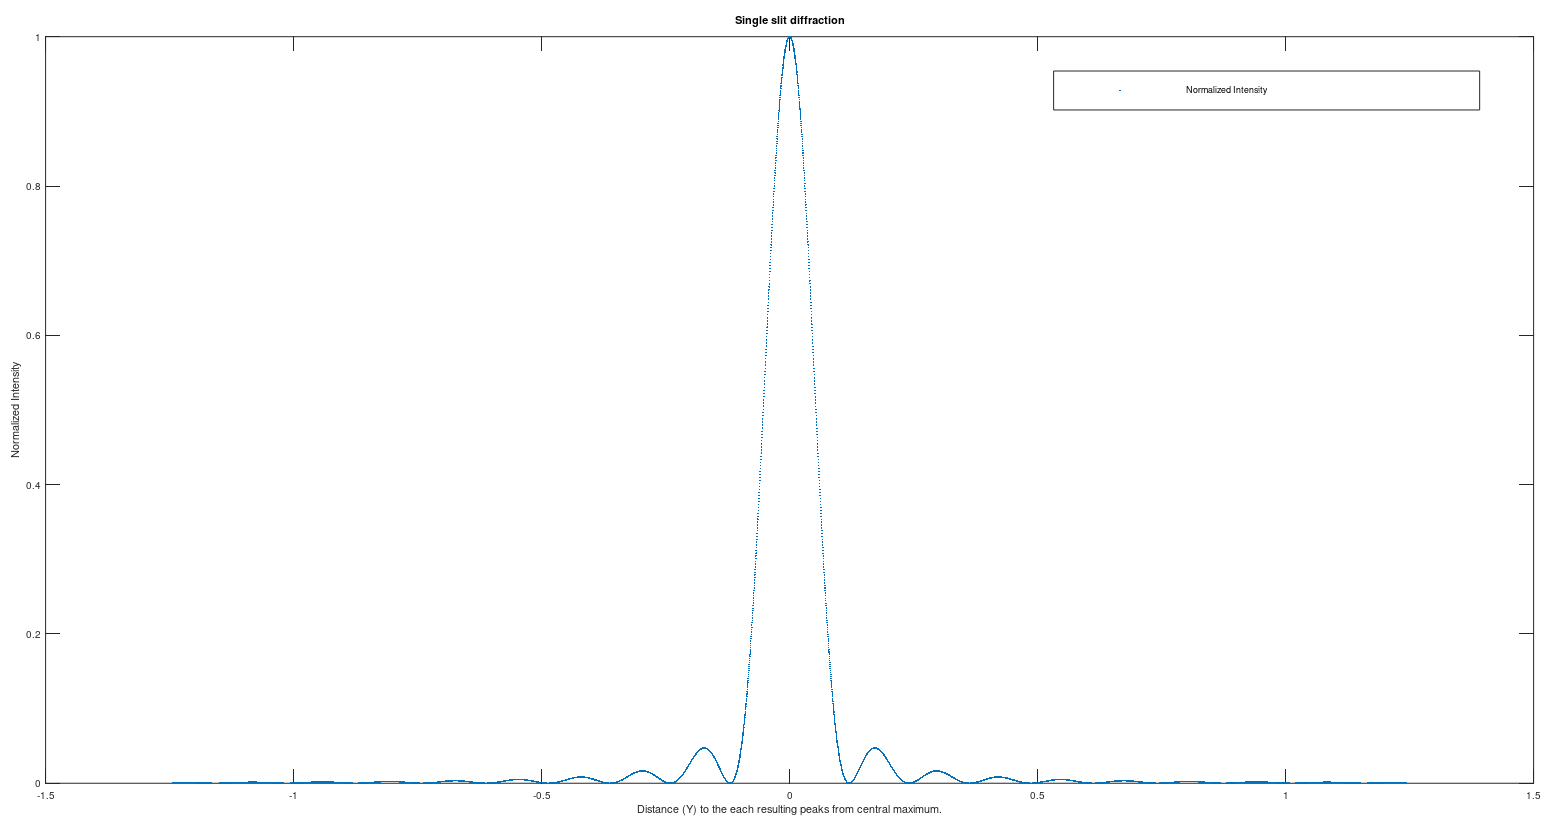 Single slit diffraction
1
0.8
0.6
0.4
0.2
0
Normalized Intensity
Normalized Intensity
-1.5 -1 -0.5 0 0.5 1 1.5
Distance (Y) to the each resulting peaks from central maximum.